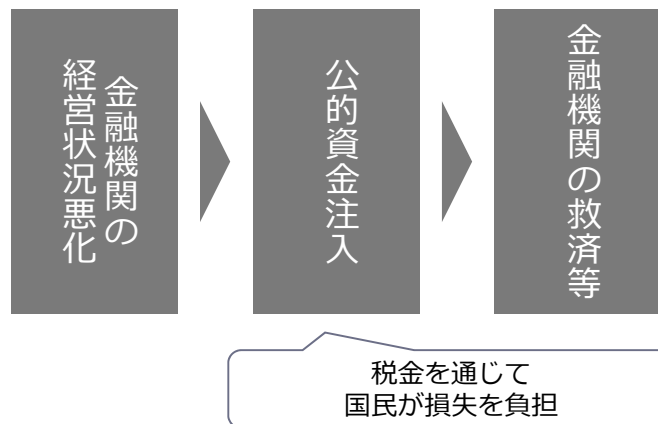 金融機関の
経営状況悪化
公的資金注入
金融機関の救済等
税金を通じて
国民が損失を負担